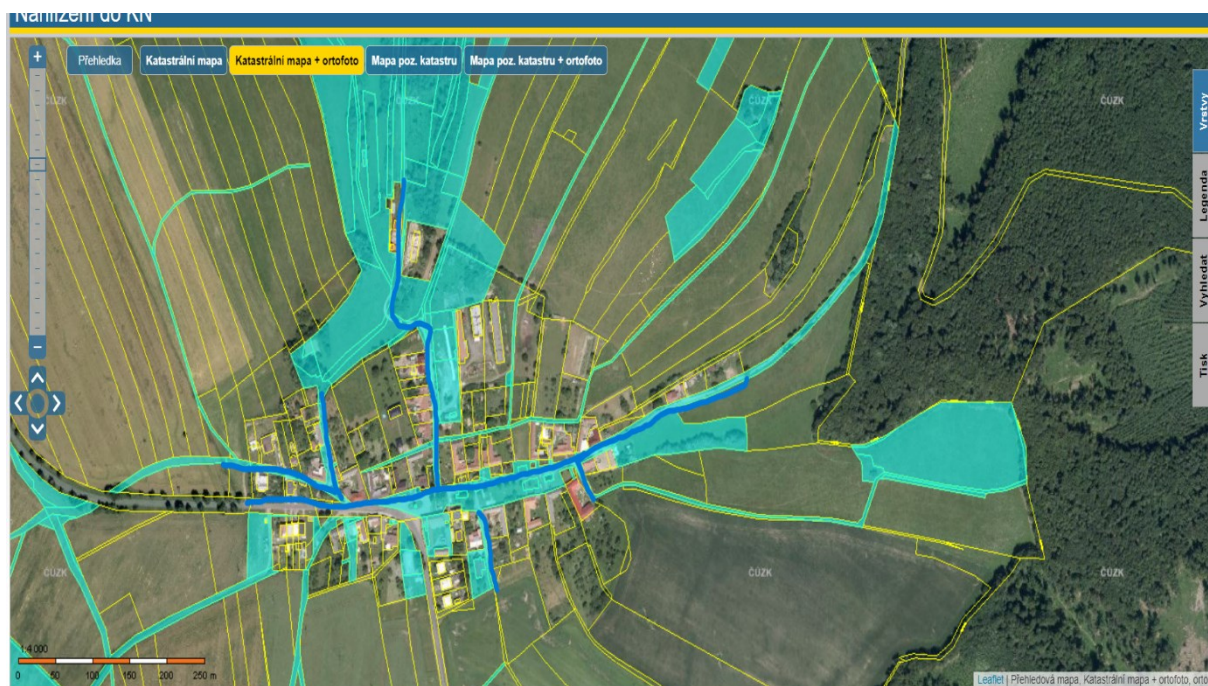 Nahlížení do KN
Přehledka
Katastrální mapa
Katastrální mapa + ortofoto
Mapa poz. katastru
Mapa poz. katastru + ortofoto
+
−
Vrstvy
Legenda
Vyhledat
Tisk
ČÚZK
ČÚZK
ČÚZK
ČÚZK
ČÚZK
ČÚZK
ČÚZK
1:4 000
0 50 100 150 200 250 m
Leaflet | Přehledová mapa, Katastrální mapa + ortofoto, orto